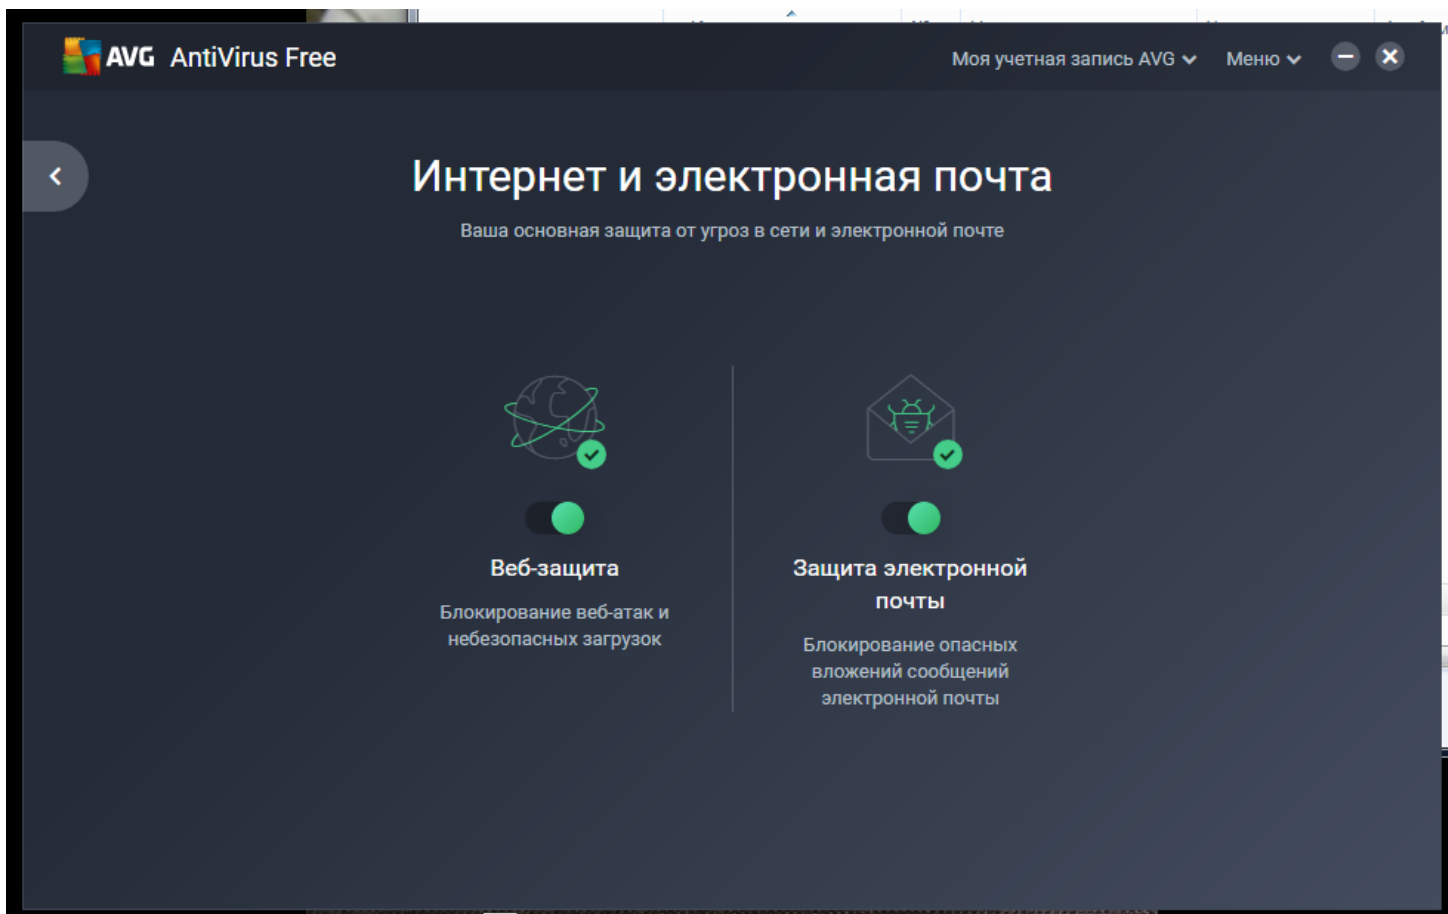 AVG AntiVirus Free
Моя учетная запись AVG
Меню
Интернет и электронная почта
Ваша основная защита от угроз в сети и электронной почте
Веб-защита
Блокирование веб-атак и
небезопасных загрузок
Защита электронной
почты
Блокирование опасных
вложений сообщений
электронной почты